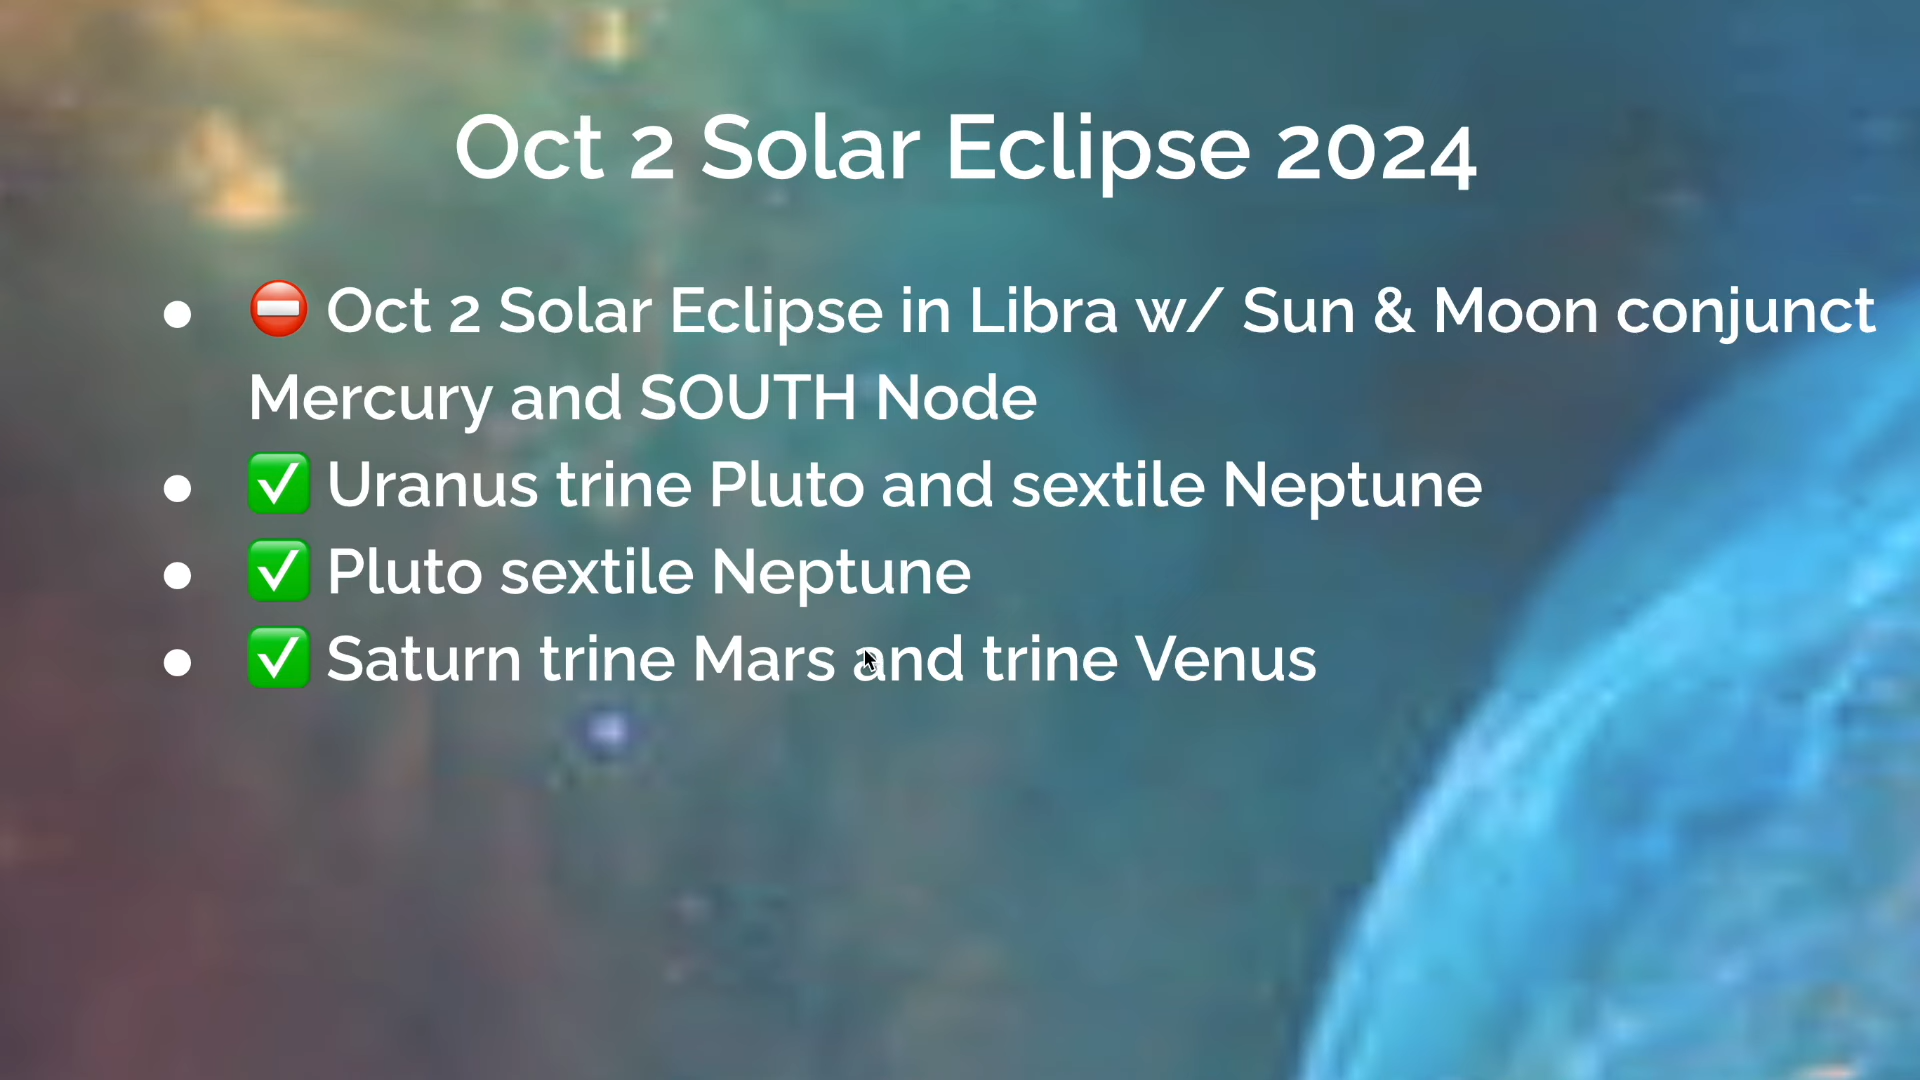 Oct 2 Solar Eclipse 2024
● ⛔ Oct 2 Solar Eclipse in Libra w/ Sun & Moon conjunct
Mercury and SOUTH Node
● ✅ Uranus trine Pluto and sextile Neptune
● ✅ Pluto sextile Neptune
● ✅ Saturn trine Mars and trine Venus